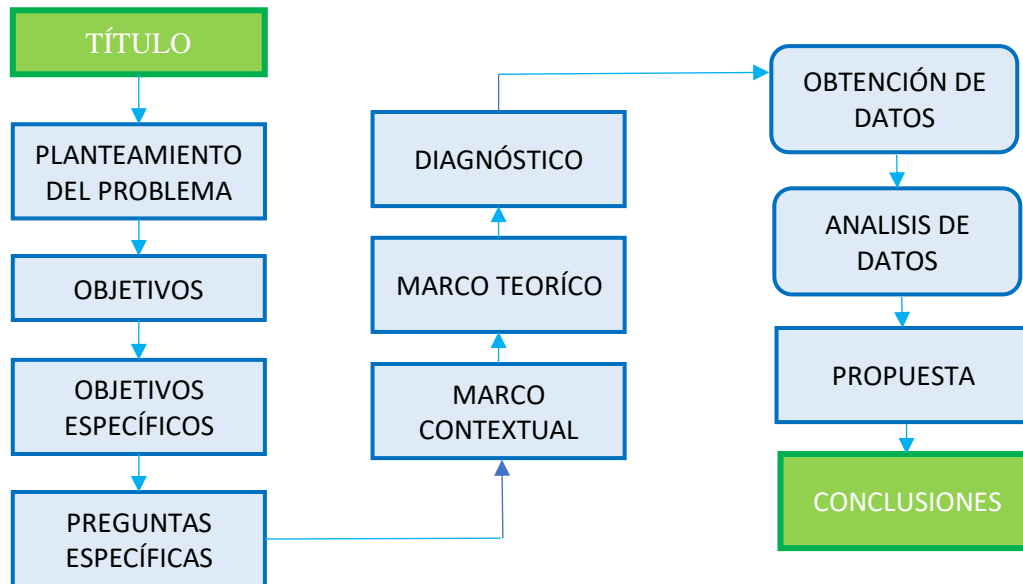 TÍTULO
PLANTEAMIENTO
DEL PROBLEMA
OBJETIVOS
OBJETIVOS
ESPECÍFICOS
PREGUNTAS
ESPECÍFICAS
MARCO
CONTEXTUAL
MARCO TEORÍCO
DIAGNÓSTICO
OBTENCIÓN DE
DATOS
ANALISIS DE
DATOS
PROPUESTA
CONCLUSIONES